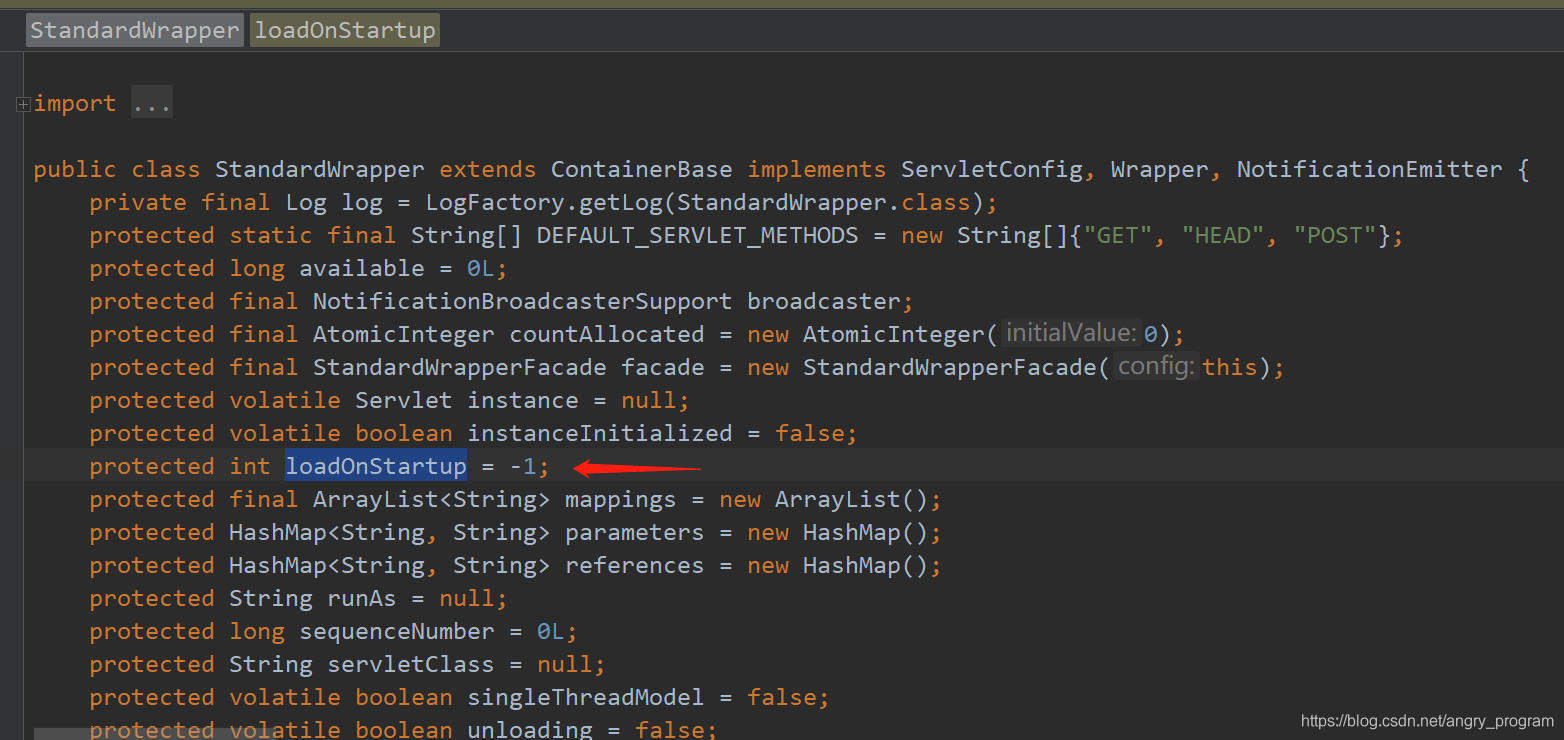 StandardWrapper loadOnStartup
import ...
public class StandardWrapper extends ContainerBase implements ServletConfig, Wrapper, NotificationEmitter {
private final Log log = LogFactory.getLog(StandardWrapper.class);
protected static final String[] DEFAULT_SERVLET_METHODS = new String[]{"GET", "HEAD", "POST"};
protected long available = 0L;
protected final NotificationBroadcasterSupport broadcaster;
protected final AtomicInteger countAllocated = new AtomicInteger( initialValue: 0);
protected final StandardWrapperFacade facade = new StandardWrapperFacade( config: this);
protected volatile Servlet instance = null;
protected volatile boolean instanceInitialized = false;
protected int loadOnStartup = -1;
protected final ArrayList<String> mappings = new ArrayList();
protected HashMap<String, String> parameters = new HashMap();
protected HashMap<String, String> references = new HashMap();
protected String runAs = null;
protected long sequenceNumber = 0L;
protected String servletClass = null;
protected volatile boolean singleThreadModel = false;
protected volatile boolean unloading = false;
https://blog.csdn.net/angry_program